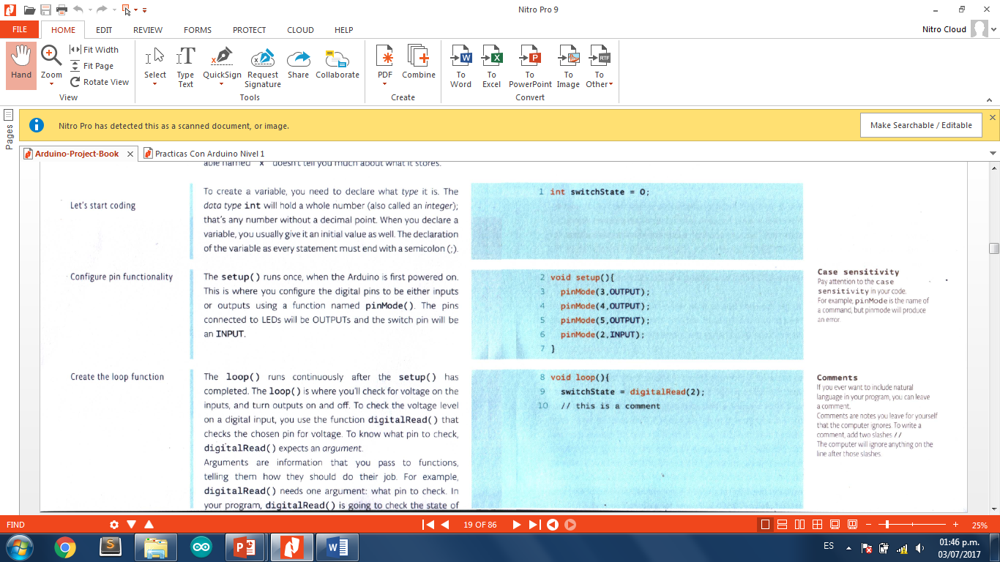 Nitro Pro 9
FILE HOME EDIT REVIEW FORMS PROTECT CLOUD HELP
Nitro Cloud
Hand
Zoom
Fit Width
Fit Page
Rotate View
View
Select
Type Text
QuickSign
Request Signature
Share
Collaborate
Tools
PDF
Combine
Create
To Word
To Excel
To PowerPoint
To Image
To Other
Convert
Pages
Nitro Pro has detected this as a scanned document, or image.
Make Searchable / Editable
Arduino-Project-Book
Practicas Con Arduino Nivel 1
able named "x" doesn't tell you much about what it stores.
Let's start coding
To create a variable, you need to declare what type it is. The
data type int will hold a whole number (also called an integer);
that's any number without a decimal point. When you declare a
variable, you usually give it an initial value as well. The declaration
of the variable as every statement must end with a semicolon (;).
1 int switchState = 0;
Configure pin functionality
The setup() runs once, when the Arduino is first powered on.
This is where you configure the digital pins to be either inputs
or outputs using a function named pinMode(). The pins
connected to LEDs will be OUTPUTs and the switch pin will be
an INPUT.
2 void setup(){
3 pinMode(3,OUTPUT);
4 pinMode(4,OUTPUT);
5 pinMode(5,OUTPUT);
6 pinMode(2,INPUT);
7 }
Case sensitivity
Pay attention to the case
sensitivity in your code.
For example, pinMode is the name of
a command, but pinmode will produce
an error.
Create the loop function
The loop() runs continuously after the setup() has
completed. The loop() is where you'll check for voltage on the
inputs, and turn outputs on and off. To check the voltage level
on a digital input, you use the function digitalRead() that
checks the chosen pin for voltage. To know what pin to check,
digitalRead() expects an argument.
Arguments are information that you pass to functions,
telling them how they should do their job. For example,
digitalRead() needs one argument: what pin to check. In
your program, digitalRead() is going to check the state of
8 void loop(){
9 switchState = digitalRead(2);
10 // this is a comment
Comments
If you ever want to include natural
language in your program, you can leave
a comment.
Comments are notes you leave for yourself
that the computer ignores. To write a
comment, add two slashes //
The computer will ignore anything on the
line after those slashes.
FIND
19 OF 86
25%
ES
01:46 p.m.
03/07/2017